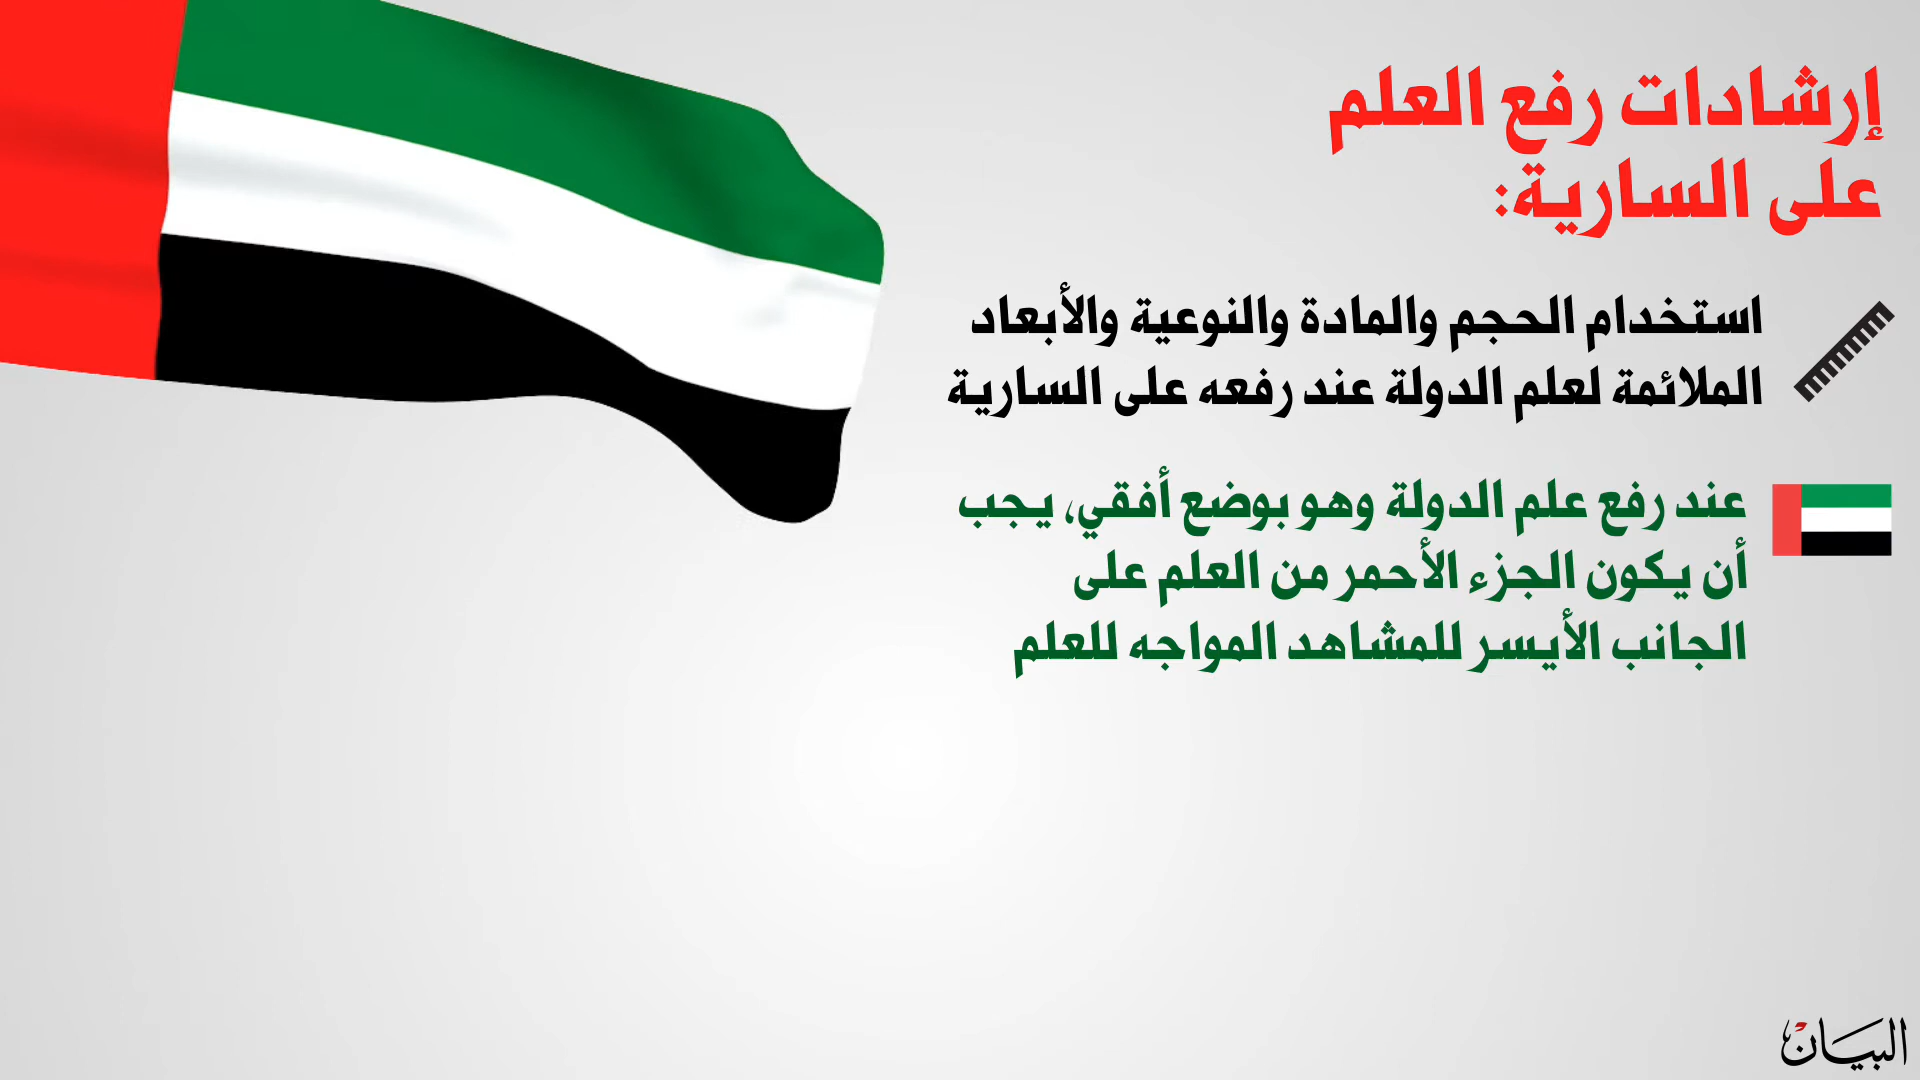 إرشادات رفع العلم
على السارية:
استخدام الحجم والمادة والنوعية والأبعاد
الملائمة لعلم الدولة عند رفعه على السارية
عند رفع علم الدولة وهو بوضع أفقي، يجب
أن يكون الجزء الأحمر من العلم على
الجانب الأيسر للمشاهد المواجه للعلم
البيان